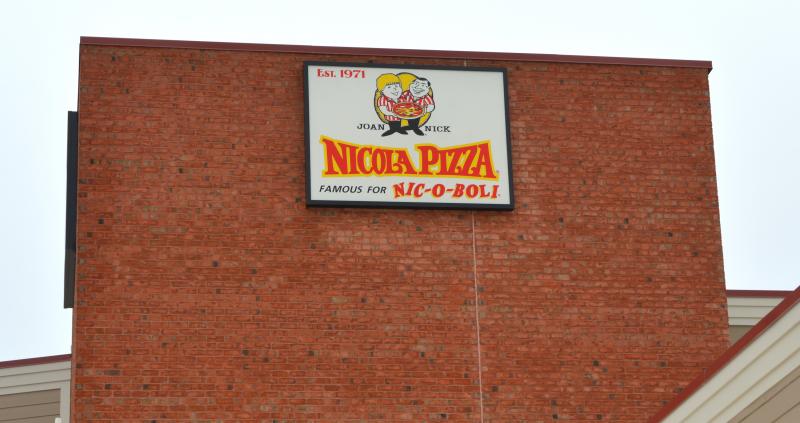 EST. 1971
JOAN NICK
NICOLA PIZZA
FAMOUS FOR NIC-O-BOLI